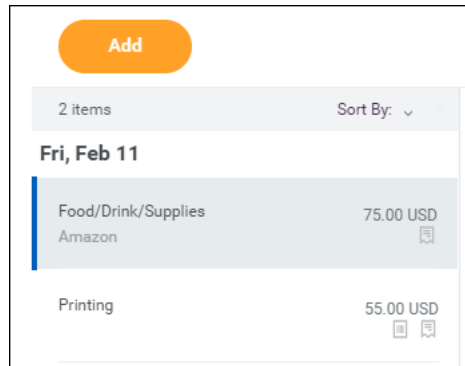 Add
2 items Sort By:
Fri, Feb 11
Food/Drink/Supplies 75.00 USD
Amazon
Printing 55.00 USD